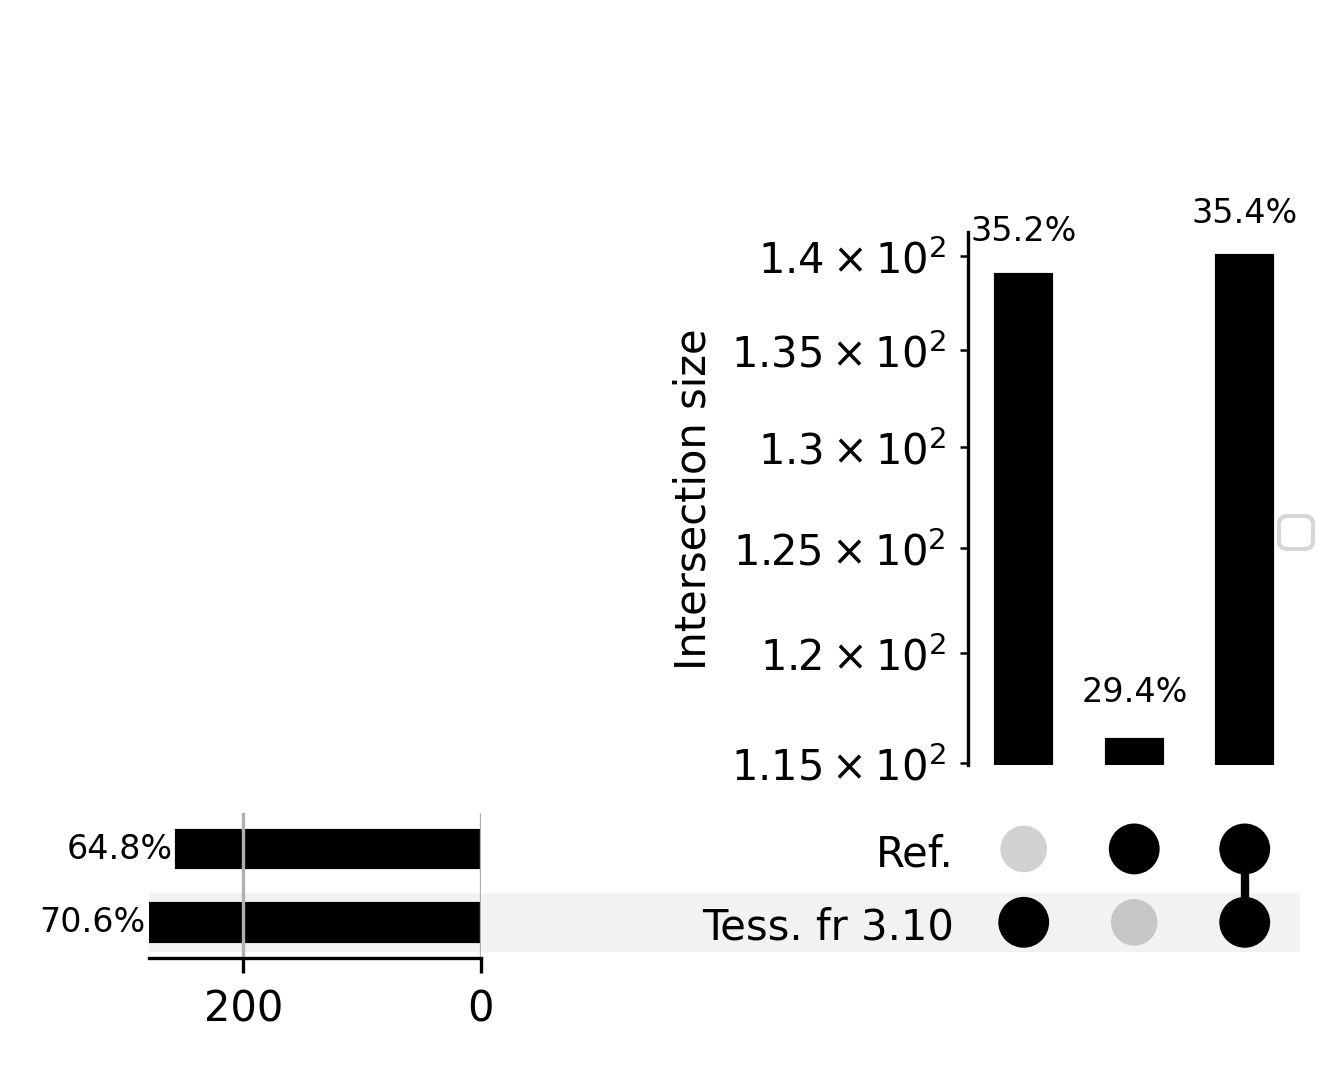 35.4%
35.2%
1.4 × 10²
1.35 × 10²
1.3 × 10²
1.25 × 10²
1.2 × 10²
1.15 × 10²
Intersection size
29.4%
64.8%
Ref.
70.6%
Tess. fr 3.10
200 0